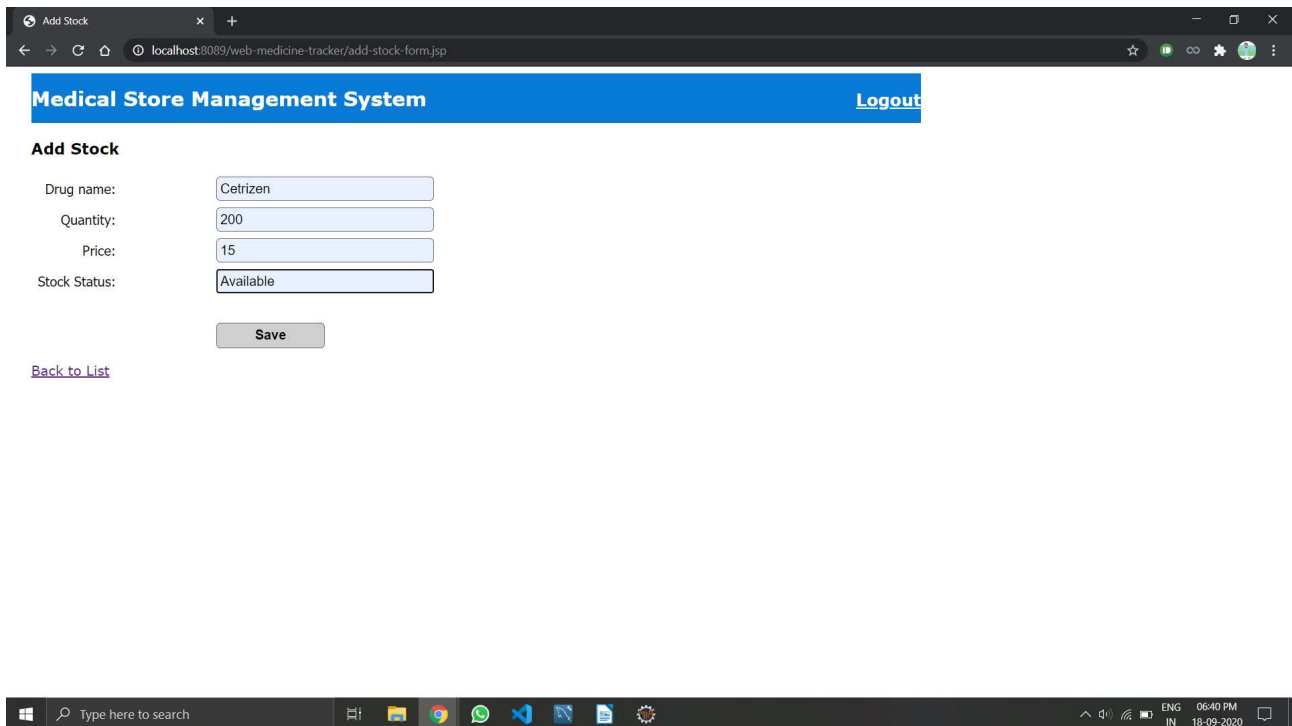 Add Stock
localhost:8089/web-medicine-tracker/add-stock-form.jsp
Medical Store Management System Logout
Add Stock
Drug name: Cetrizen
Quantity: 200
Price: 15
Stock Status: Available
Save
Back to List
Type here to search
ENG 06:40 PM
IN 18-09-2020